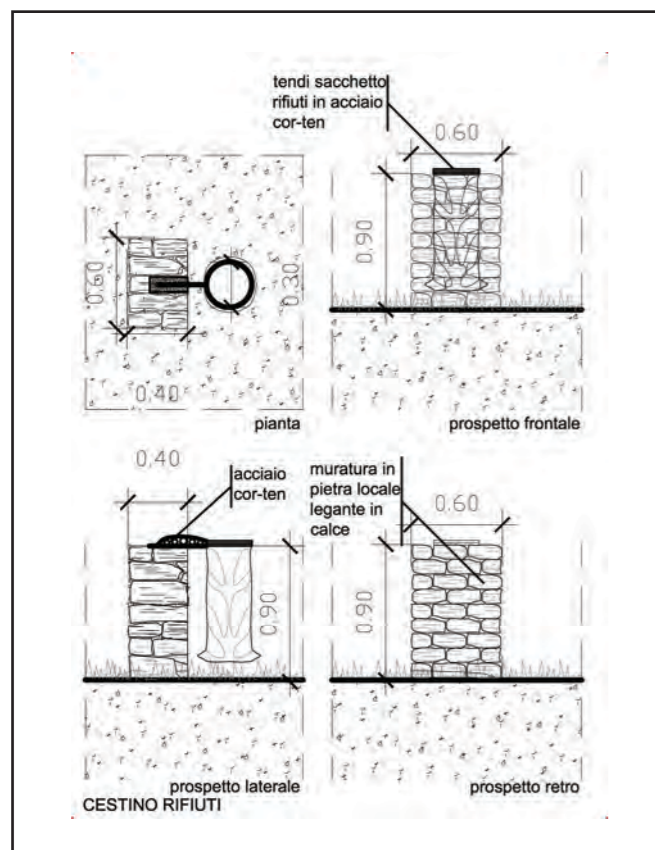 tendi sacchetto
rifiuti in acciaio
cor-ten
0.60
0.60
0.30
0.90
0.40
pianta
prospetto frontale
0.40
acciaio
cor-ten
muratura in
pietra locale
legante in
calce
0.60
0.90
0.90
prospetto laterale
prospetto retro
CESTINO RIFIUTI